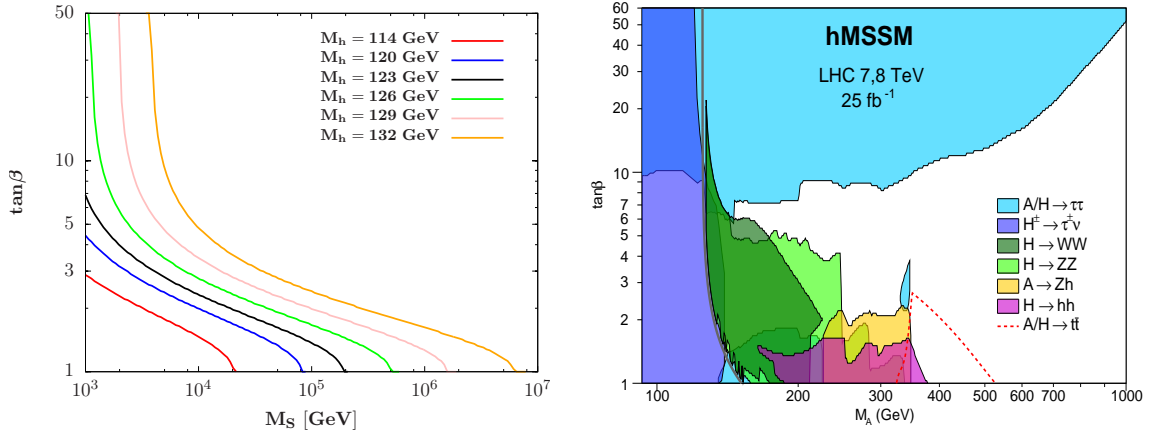 50
10
5
3
1
tanβ
M_h = 114 GeV
M_h = 120 GeV
M_h = 123 GeV
M_h = 126 GeV
M_h = 129 GeV
M_h = 132 GeV
10^3
10^4
10^5
10^6
10^7
M_S [GeV]
60
50
40
30
20
10
7
6
5
4
3
2
1
tanβ
hMSSM
LHC 7,8 TeV
25 fb^-1
A/H → ττ
H^± → τ^± ν
H → WW
H → ZZ
A → Zh
H → hh
A/H → tt̄
100
200
300
400
500
600
700
1000
M_A (GeV)